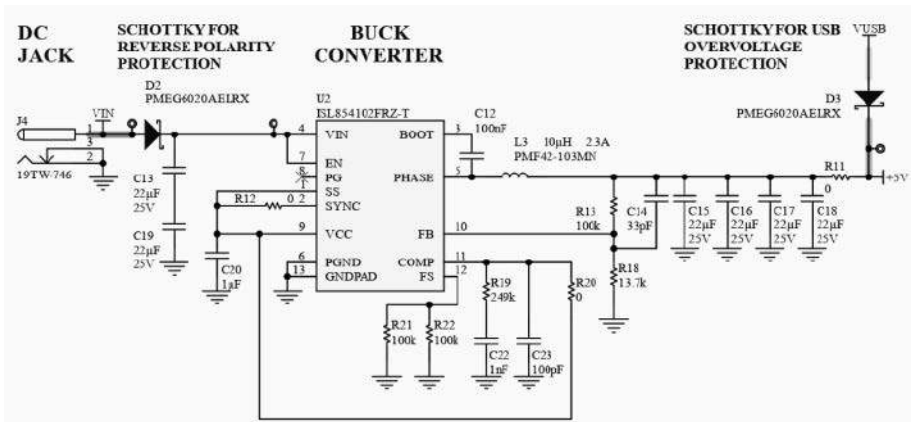 DC
JACK
SCHOTTKY FOR
REVERSE POLARITY
PROTECTION
BUCK
CONVERTER
SCHOTTKY FOR USB
OVERVOLTAGE
PROTECTION
VUSB
D2
PMEG6020AELRX
D3
PMEG6020AELRX
U2
ISL854102FRZ-T
J4
VIN
1
3
2
19TW-746
C13
22µF
25V
C19
22µF
25V
4
VIN
7
EN
8
PG
1
SS
2
SYNC
9
VCC
6
PGND
13
GNDPAD
BOOT
3
PHASE
5
FB
10
COMP
11
FS
12
R12
0
C20
1µF
C12
100nF
L3 10µH 2.3A
PMF42-103MN
R13
100k
C14
33pF
C15
22µF
25V
C16
22µF
25V
C17
22µF
25V
C18
22µF
25V
R11
0
+5V
R18
13.7k
R19
249k
R20
0
R21
100k
R22
100k
C22
1nF
C23
100pF